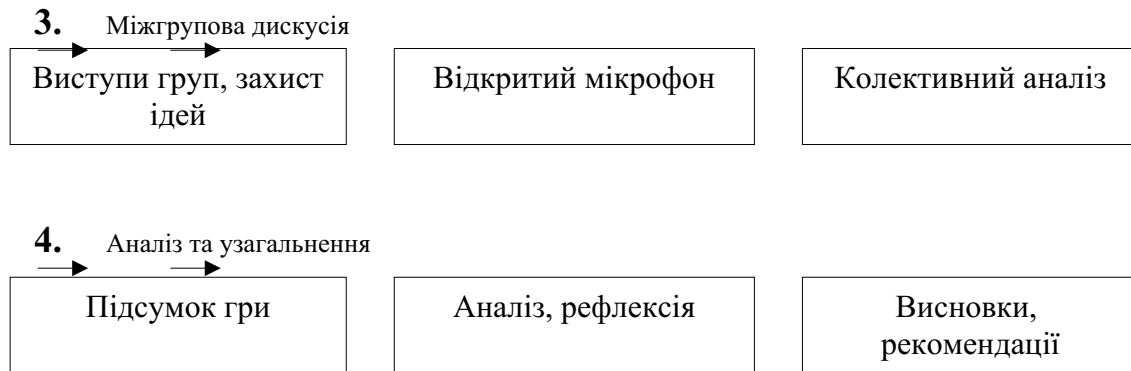 3. Міжгрупова дискусія
Виступи груп, захист
ідей
Відкритий мікрофон
Колективний аналіз
4. Аналіз та узагальнення
Підсумок гри
Аналіз, рефлексія
Висновки,
рекомендації